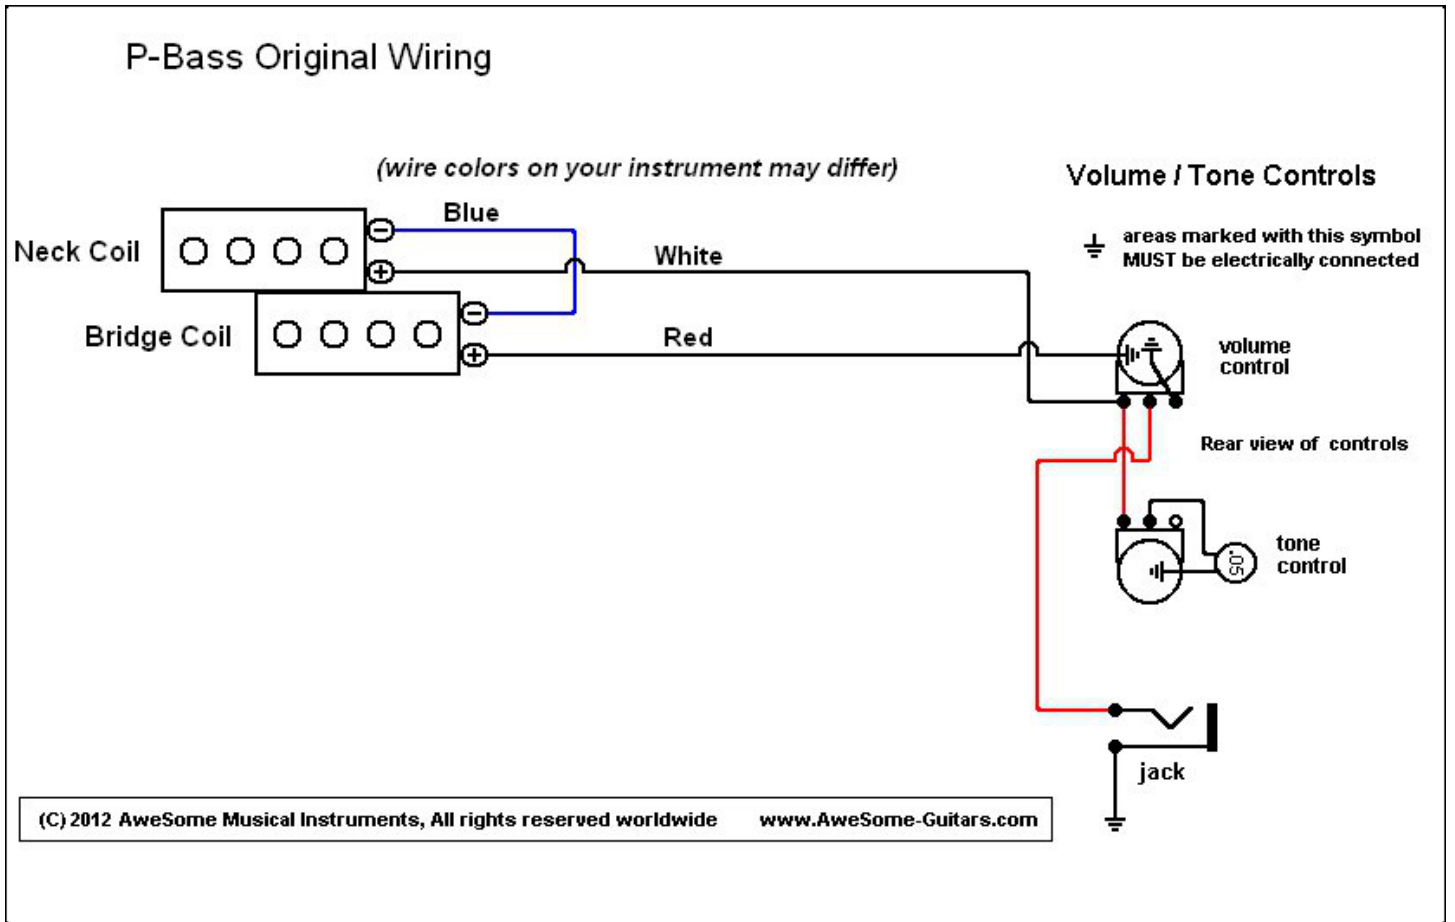 P-Bass Original Wiring
(wire colors on your instrument may differ)
Volume / Tone Controls
Blue
White
areas marked with this symbol
MUST be electrically connected
Neck Coil
−
+
Bridge Coil
−
+
Red
volume
control
Rear view of controls
tone
control
.05
jack
(C) 2012 AweSome Musical Instruments, All rights reserved worldwide www.AweSome-Guitars.com